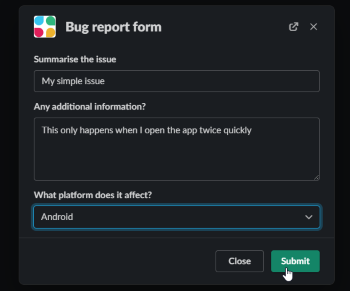 Bug report form
Summarise the issue
My simple issue
Any additional information?
This only happens when I open the app twice quickly
What platform does it affect?
Android
Close
Submit